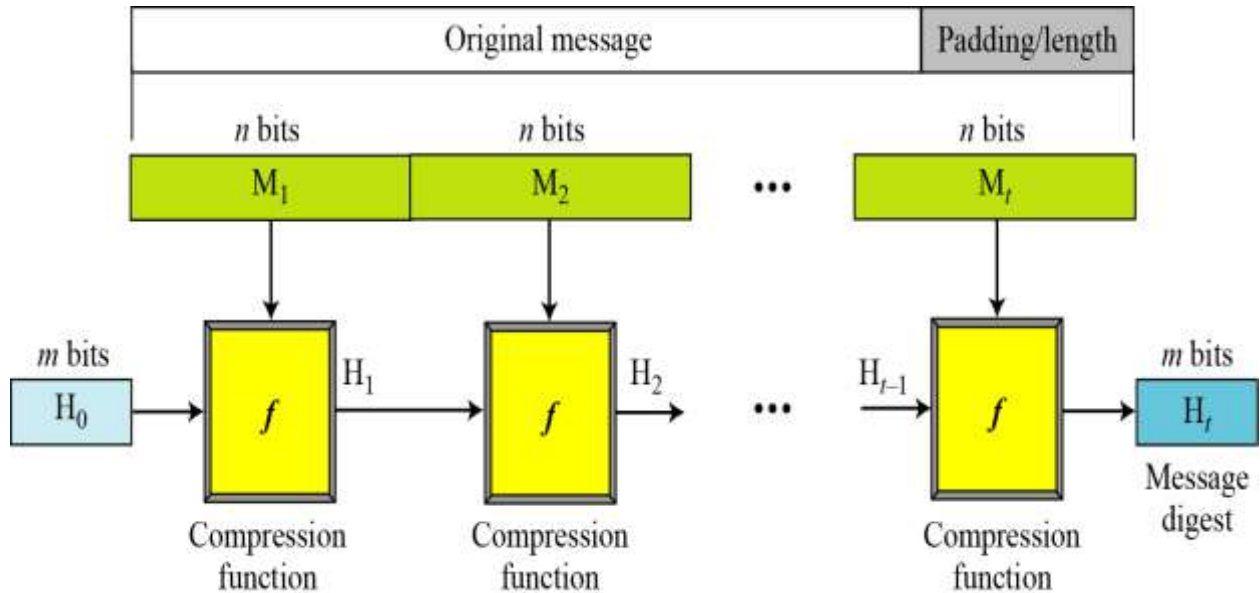 Original message
Padding/length
n bits
n bits
n bits
M₁
M₂
•••
Mₜ
m bits
H₀
f
H₁
f
H₂
•••
Hₜ₋₁
f
m bits
Hₜ
Compression
function
Compression
function
Compression
function
Message
digest